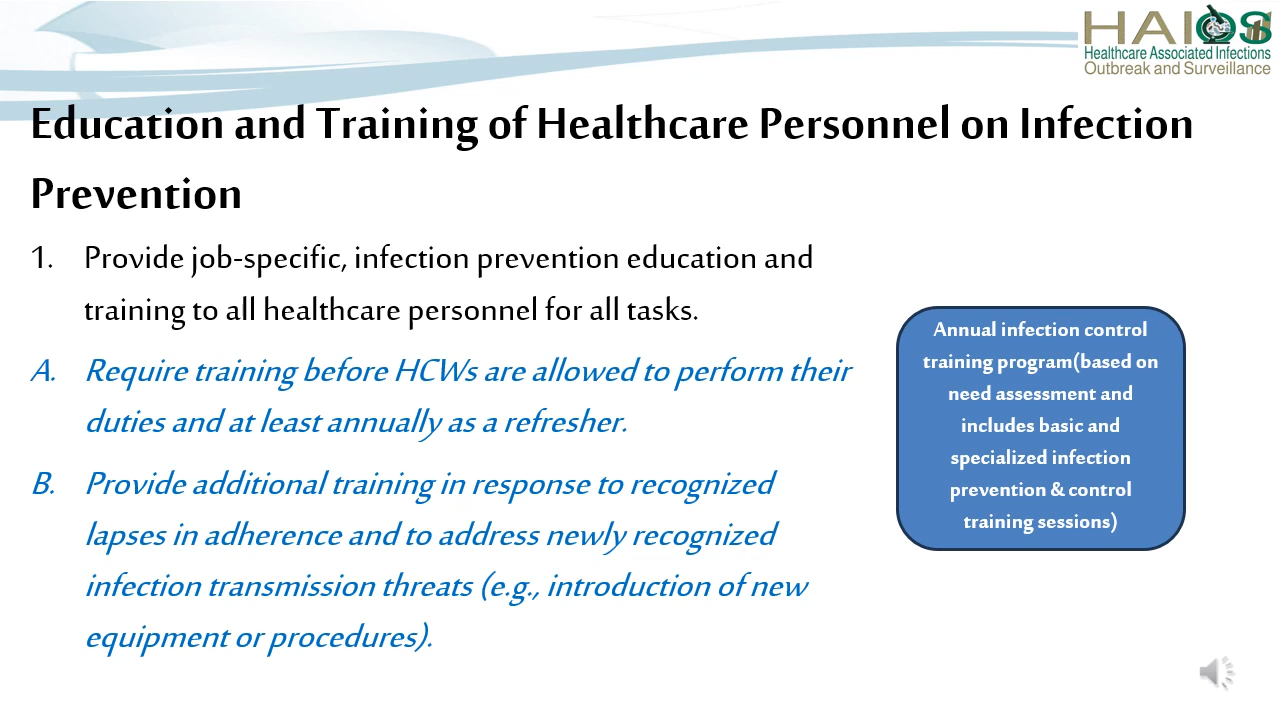 HAIOS
Healthcare Associated Infections
Outbreak and Surveillance
Education and Training of Healthcare Personnel on Infection
Prevention
1. Provide job-specific, infection prevention education and
training to all healthcare personnel for all tasks.
A. Require training before HCWs are allowed to perform their
duties and at least annually as a refresher.
B. Provide additional training in response to recognized
lapses in adherence and to address newly recognized
infection transmission threats (e.g., introduction of new
equipment or procedures).
Annual infection control
training program(based on
need assessment and
includes basic and
specialized infection
prevention & control
training sessions)